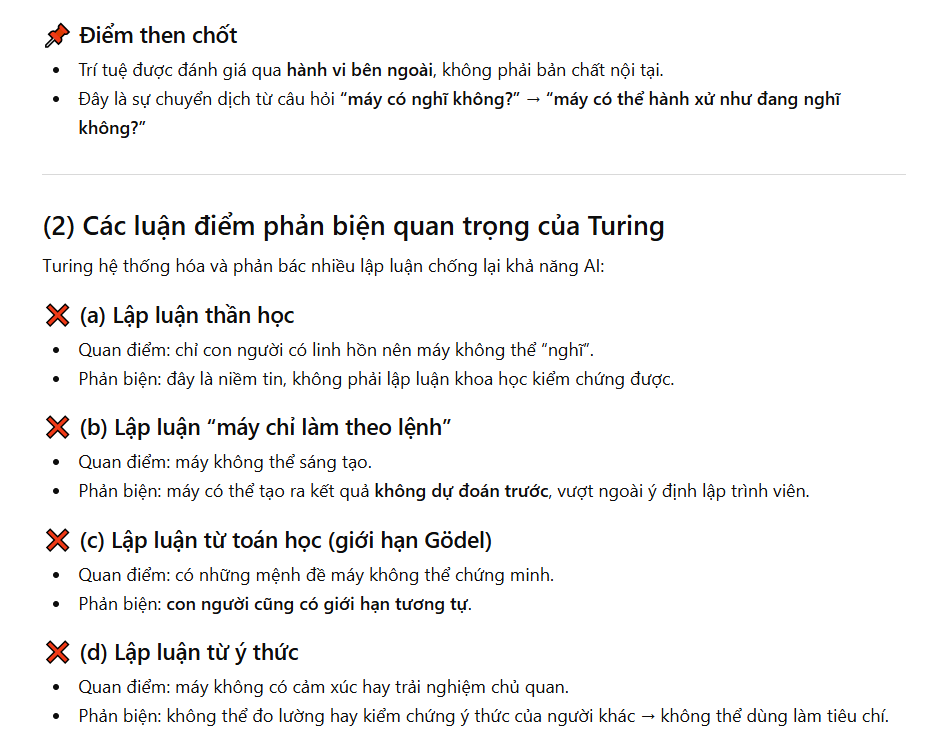 📌 Điểm then chốt
• Trí tuệ được đánh giá qua hành vi bên ngoài, không phải bản chất nội tại.
• Đây là sự chuyển dịch từ câu hỏi “máy có nghĩ không?” → “máy có thể hành xử như đang nghĩ
không?”
(2) Các luận điểm phản biện quan trọng của Turing
Turing hệ thống hóa và phản bác nhiều lập luận chống lại khả năng AI:
❌ (a) Lập luận thần học
• Quan điểm: chỉ con người có linh hồn nên máy không thể “nghĩ”.
• Phản biện: đây là niềm tin, không phải lập luận khoa học kiểm chứng được.
❌ (b) Lập luận “máy chỉ làm theo lệnh”
• Quan điểm: máy không thể sáng tạo.
• Phản biện: máy có thể tạo ra kết quả không dự đoán trước, vượt ngoài ý định lập trình viên.
❌ (c) Lập luận từ toán học (giới hạn Gödel)
• Quan điểm: có những mệnh đề máy không thể chứng minh.
• Phản biện: con người cũng có giới hạn tương tự.
❌ (d) Lập luận từ ý thức
• Quan điểm: máy không có cảm xúc hay trải nghiệm chủ quan.
• Phản biện: không thể đo lường hay kiểm chứng ý thức của người khác → không thể dùng làm tiêu chí.